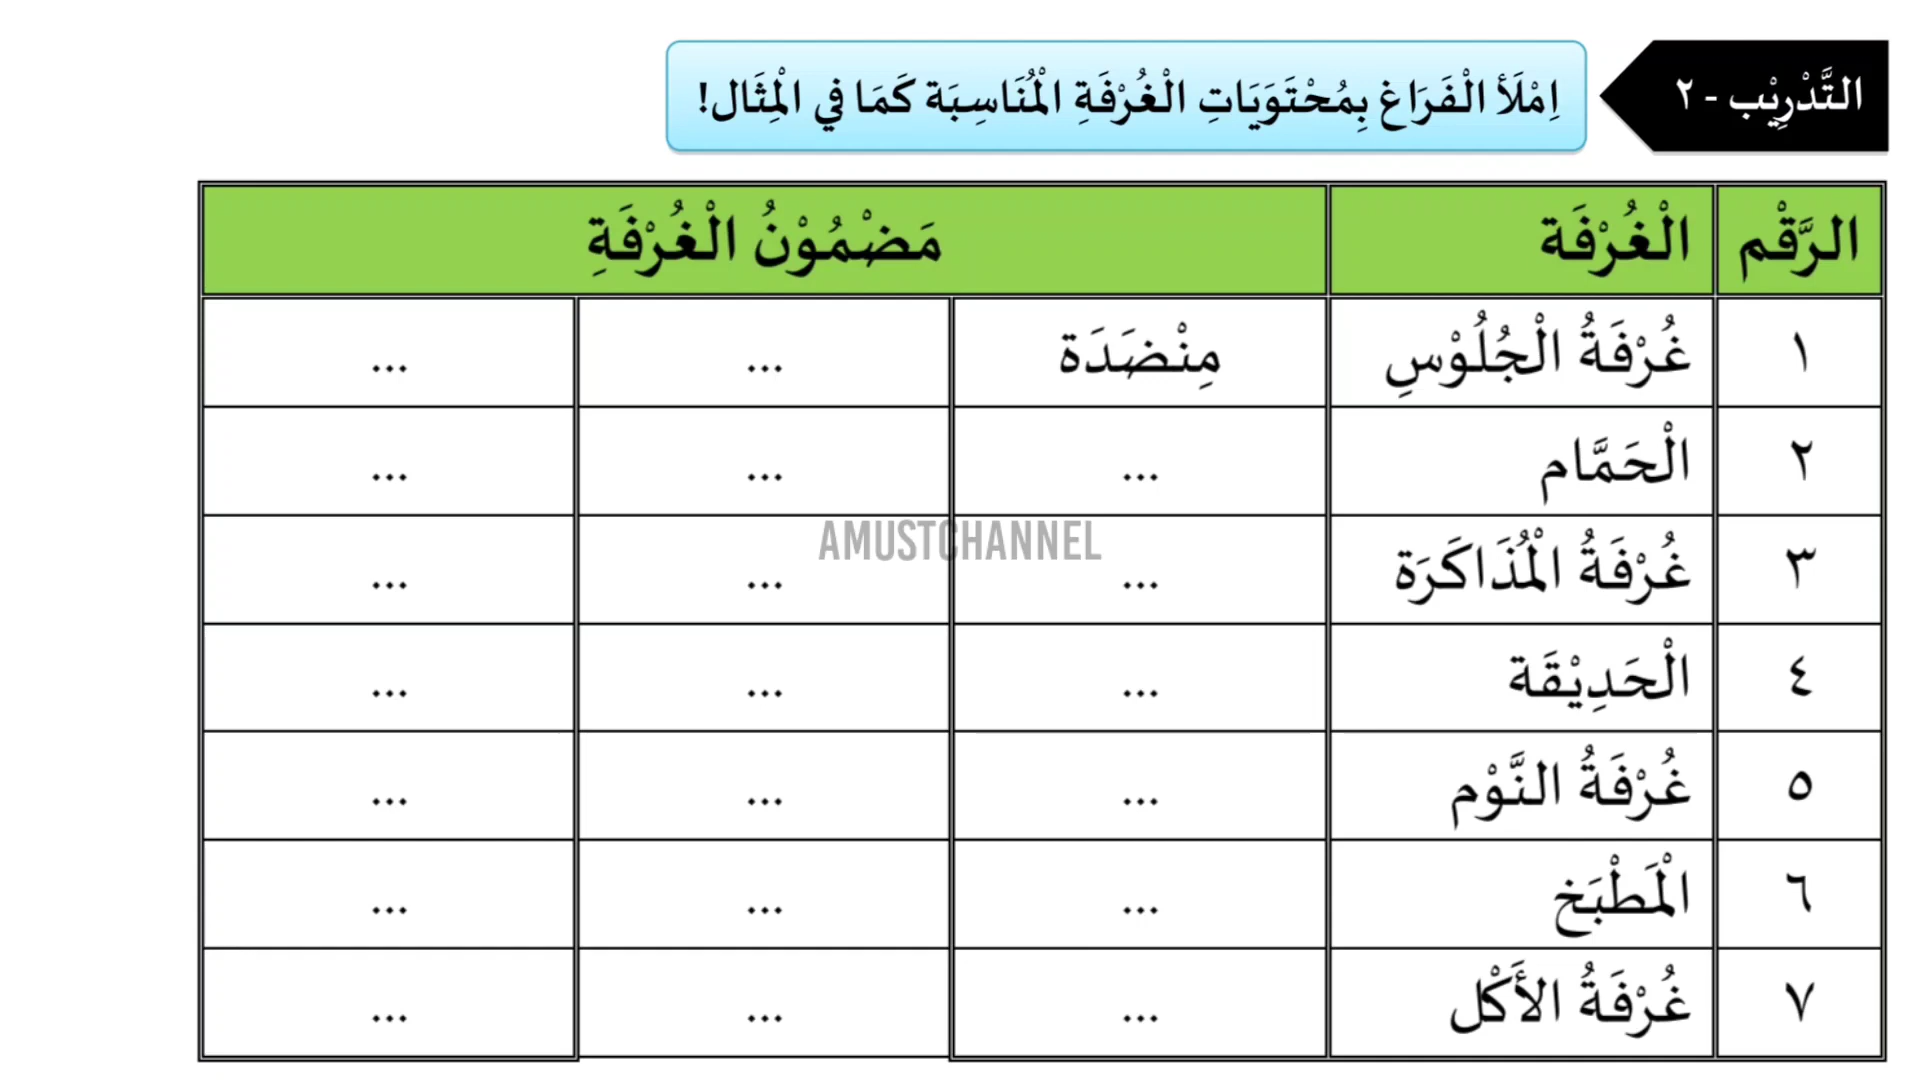 التَّدْرِيْب - ٢
اِمْلَأ الْفَرَاغ بِمُحْتَوَيَاتِ الْغُرْفَةِ الْمُنَاسِبَة كَمَا فِي الْمِثَال!
الرَّقْم الْغُرْفَة مَضْمُوْنُ الْغُرْفَةِ
١ غُرْفَةُ الْجُلُوْسِ مِنْضَدَة ... ...
٢ الْحَمَّام ... ... ...
AMUSTCHANNEL
٣ غُرْفَةُ الْمُذَاكَرَة ... ... ...
٤ الْحَدِيْقَة ... ... ...
٥ غُرْفَةُ النَّوْم ... ... ...
٦ الْمَطْبَخ ... ... ...
٧ غُرْفَةُ الأَكْل ... ... ...